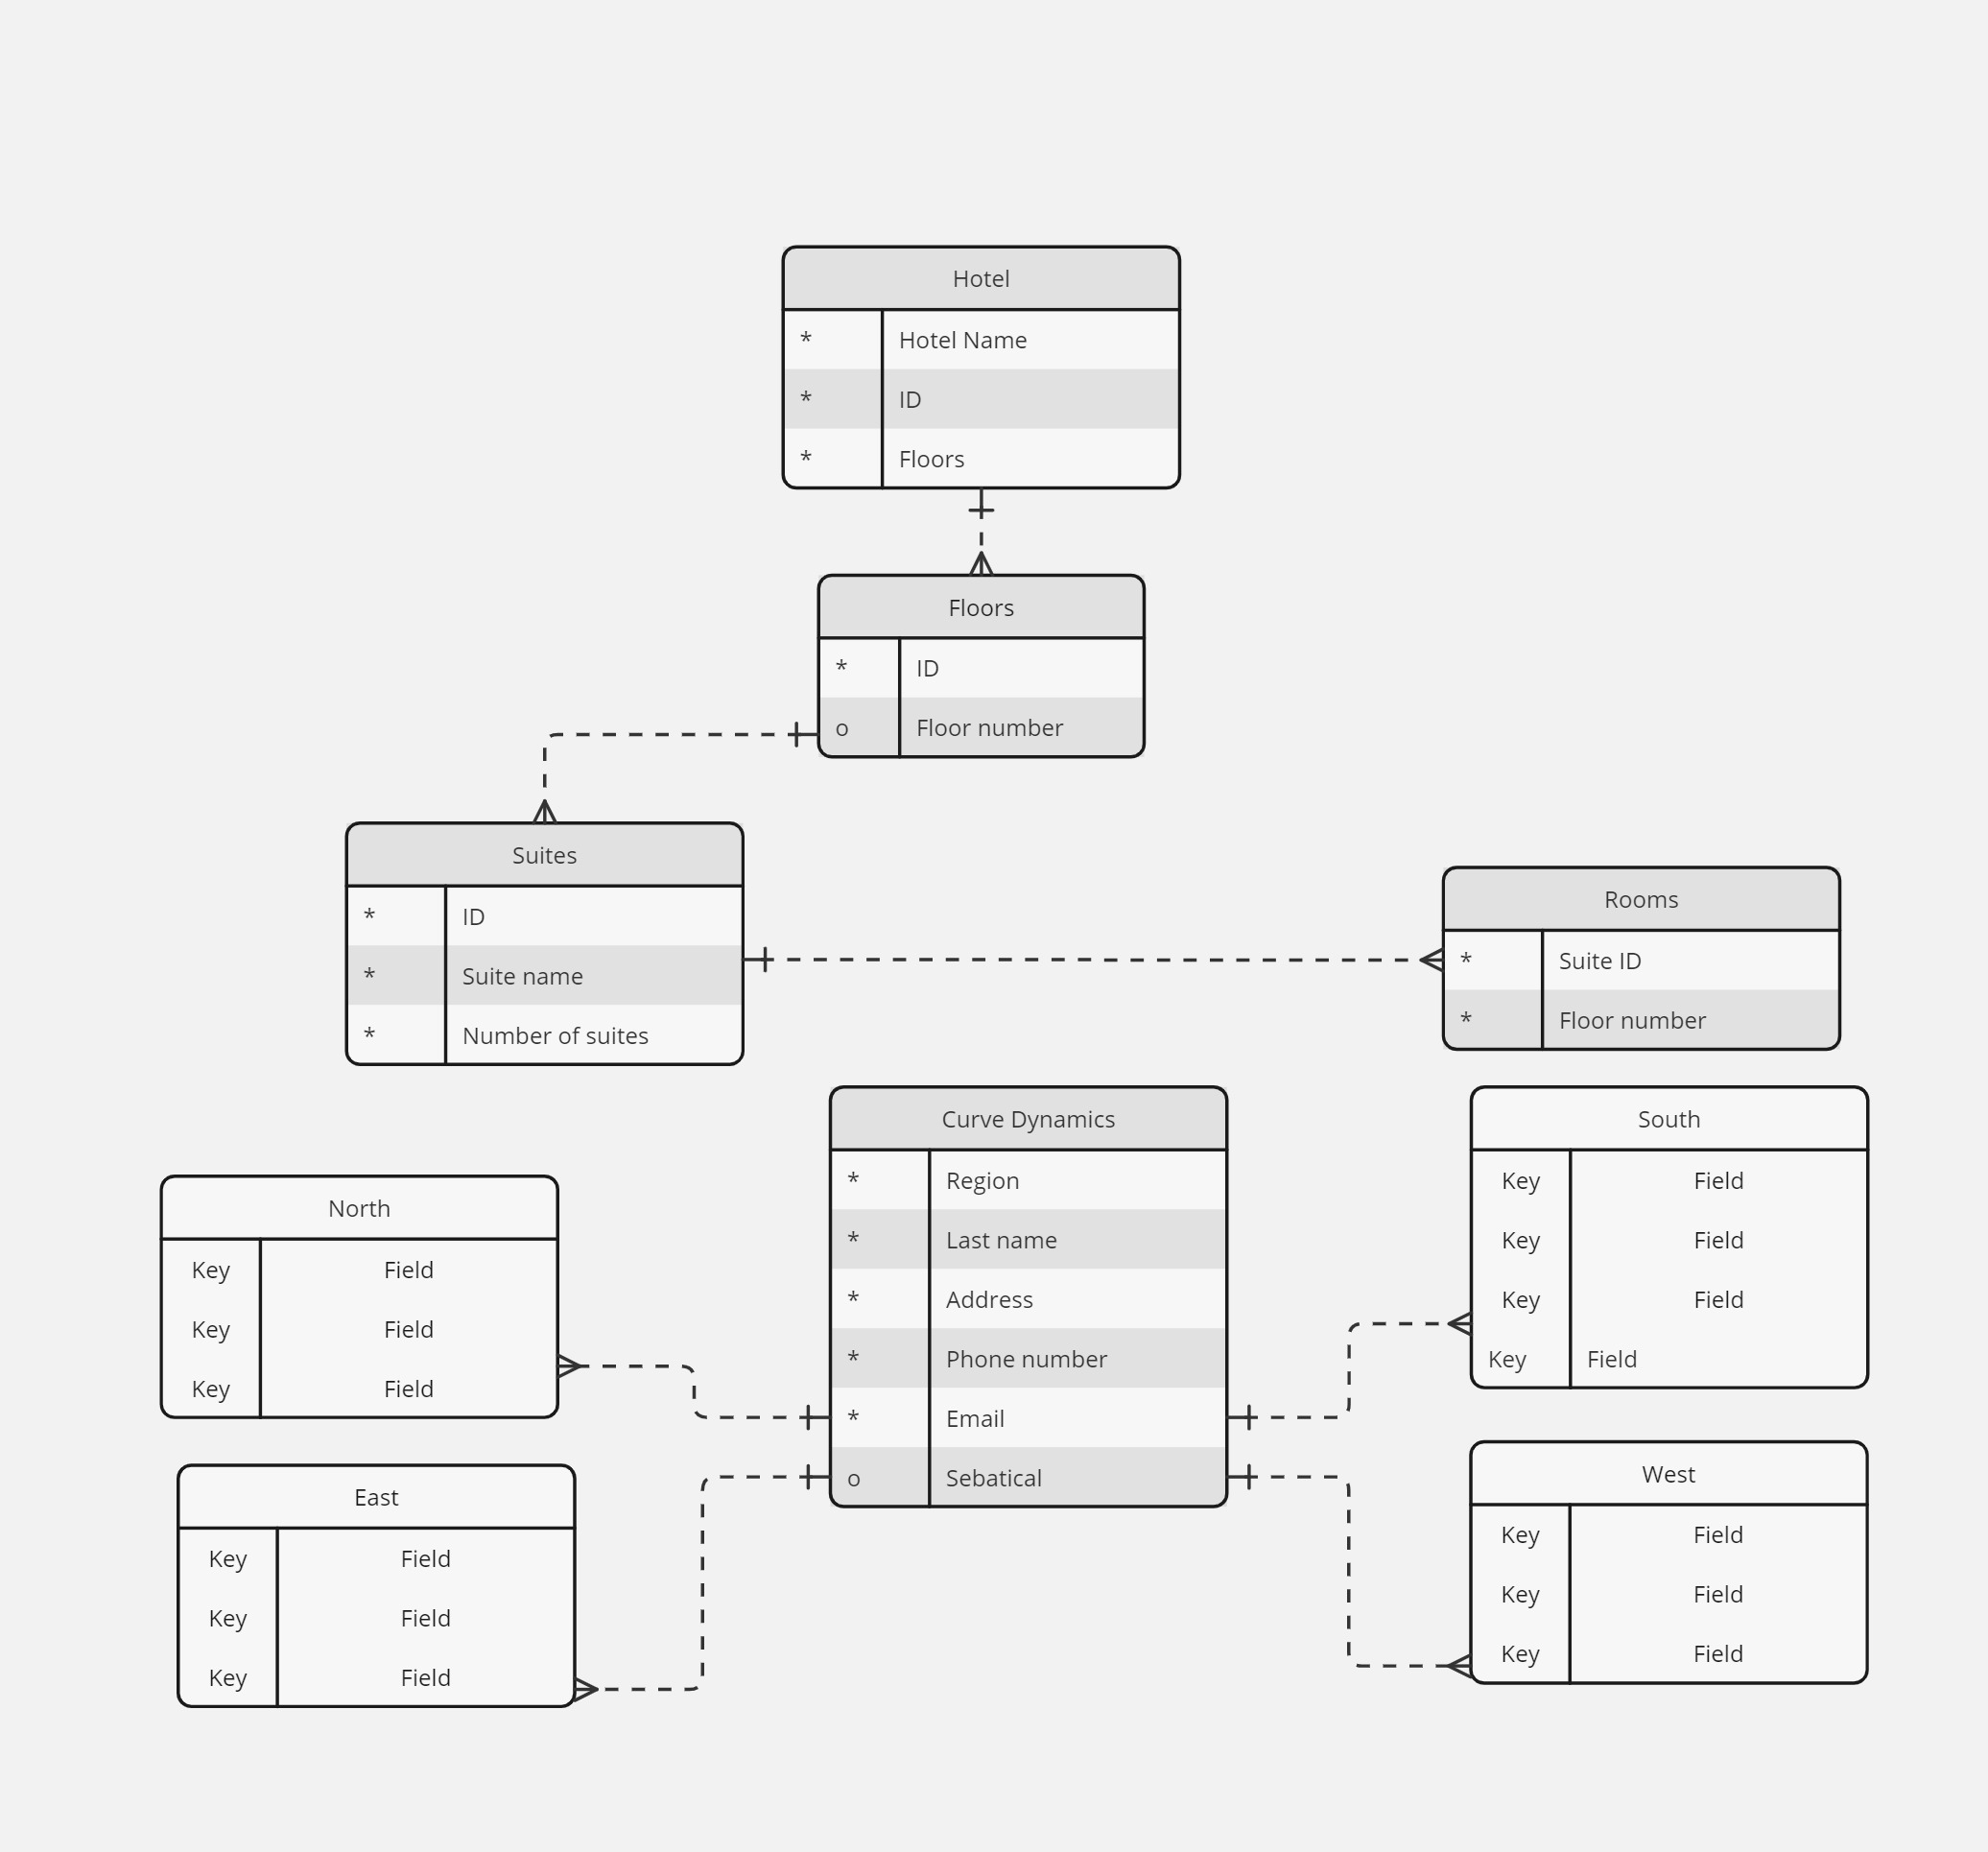 Hotel
* Hotel Name
* ID
* Floors
Floors
* ID
o Floor number
Suites
* ID
* Suite name
* Number of suites
Rooms
* Suite ID
* Floor number
Curve Dynamics
* Region
* Last name
* Address
* Phone number
* Email
o Sebatical
South
Key Field
Key Field
Key Field
Key Field
North
Key Field
Key Field
Key Field
East
Key Field
Key Field
Key Field
West
Key Field
Key Field
Key Field